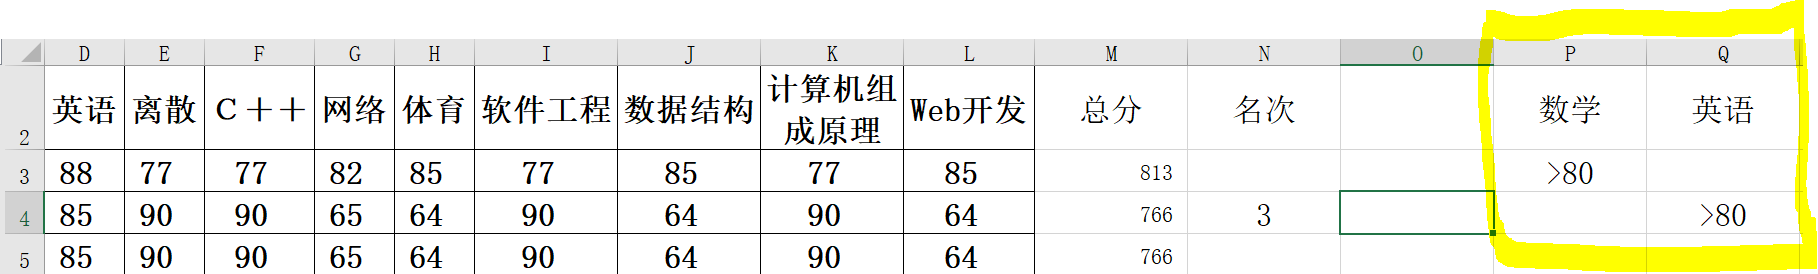 D E F G H I J K L M N O P Q
2 英语 离散 C++ 网络 体育 软件工程 数据结构 计算机组成原理 Web开发 总分 名次 数学 英语
3 88 77 77 82 85 77 85 77 85 813 >80
4 85 90 90 65 64 90 64 90 64 766 3 >80
5 85 90 90 65 64 90 64 90 64 766